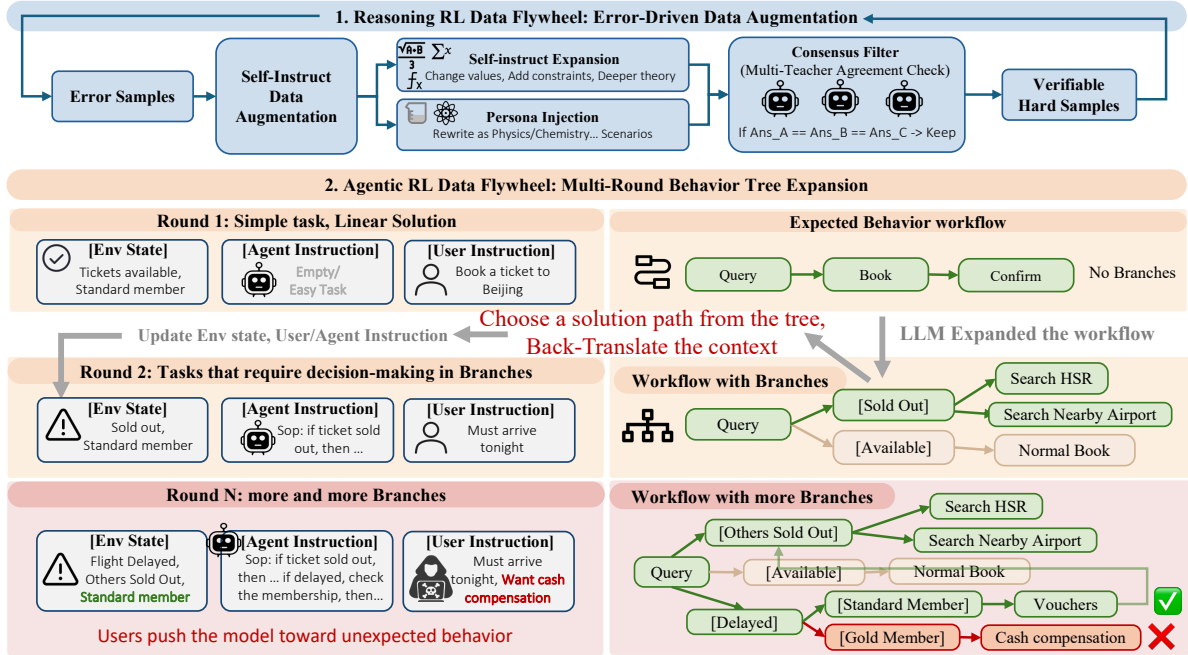 1. Reasoning RL Data Flywheel: Error-Driven Data Augmentation
Error Samples
Self-Instruct
Data
Augmentation
√A+B
3
∑x
ƒx
Self-instruct Expansion
Change values, Add constraints, Deeper theory
Persona Injection
Rewrite as Physics/Chemistry... Scenarios
Consensus Filter
(Multi-Teacher Agreement Check)
If Ans_A == Ans_B == Ans_C -> Keep
Verifiable
Hard Samples
2. Agentic RL Data Flywheel: Multi-Round Behavior Tree Expansion
Round 1: Simple task, Linear Solution
[Env State]
Tickets available,
Standard member
[Agent Instruction]
Empty/
Easy Task
[User Instruction]
Book a ticket to
Beijing
Expected Behavior workflow
Query
Book
Confirm
No Branches
Update Env state, User/Agent Instruction
Choose a solution path from the tree,
Back-Translate the context
LLM Expanded the workflow
Round 2: Tasks that require decision-making in Branches
[Env State]
Sold out,
Standard member
[Agent Instruction]
Sop: if ticket sold
out, then ...
[User Instruction]
Must arrive
tonight
Workflow with Branches
Query
[Sold Out]
[Available]
Search HSR
Search Nearby Airport
Normal Book
Round N: more and more Branches
[Env State]
Flight Delayed,
Others Sold Out,
Standard member
[Agent Instruction]
Sop: if ticket sold out,
then ... if delayed, check
the membership, then...
[User Instruction]
Must arrive
tonight, Want cash
compensation
Users push the model toward unexpected behavior
Workflow with more Branches
Query
[Others Sold Out]
Search HSR
Search Nearby Airport
[Available]
Normal Book
[Delayed]
[Standard Member]
Vouchers
[Gold Member]
Cash compensation